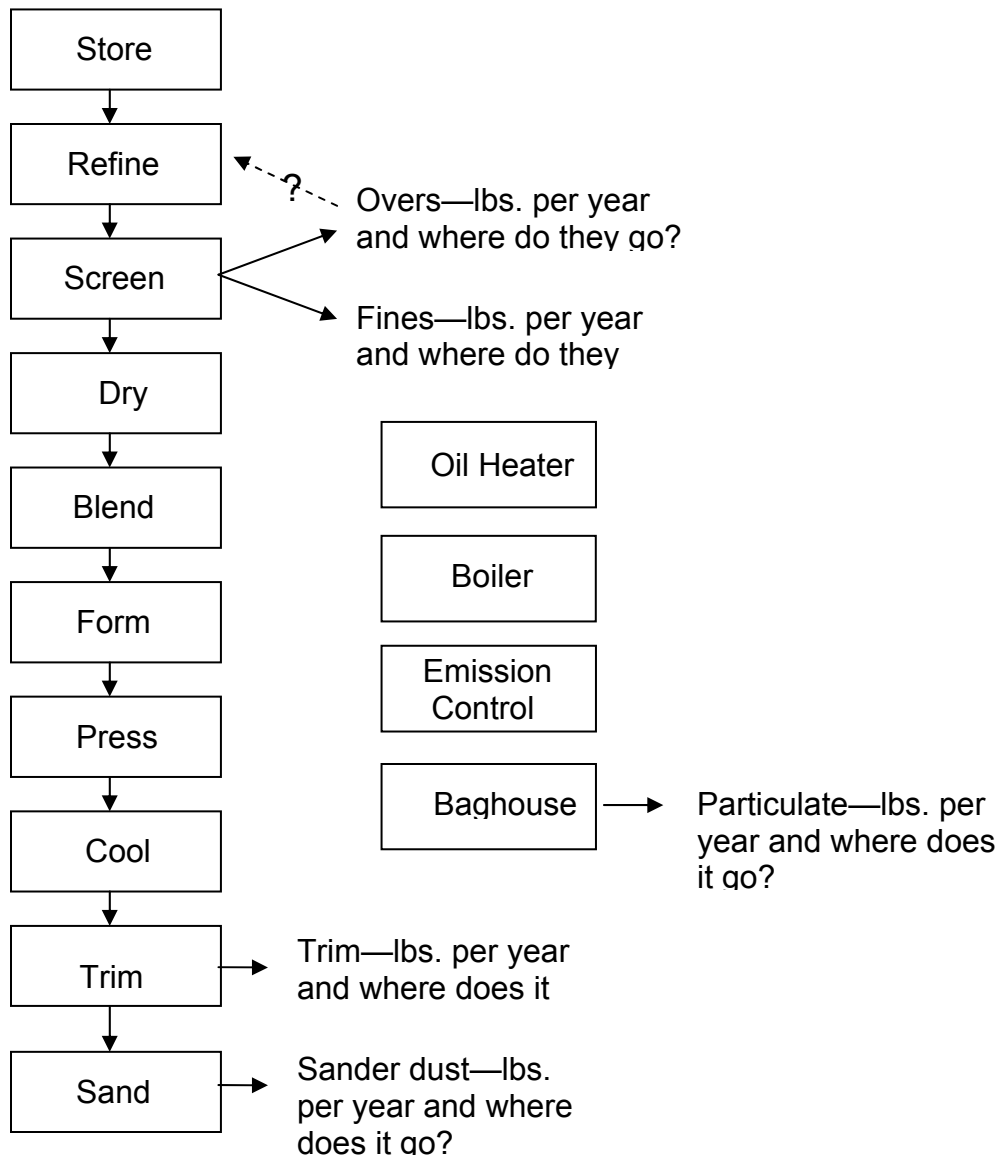 Store
Refine
?
Overs—lbs. per year
and where do they go?
Screen
Fines—lbs. per year
and where do they
Dry
Oil Heater
Blend
Boiler
Form
Emission
Control
Press
Baghouse
Particulate—lbs. per
year and where does
it go?
Cool
Trim
Trim—lbs. per year
and where does it
Sand
Sander dust—lbs.
per year and where
does it go?